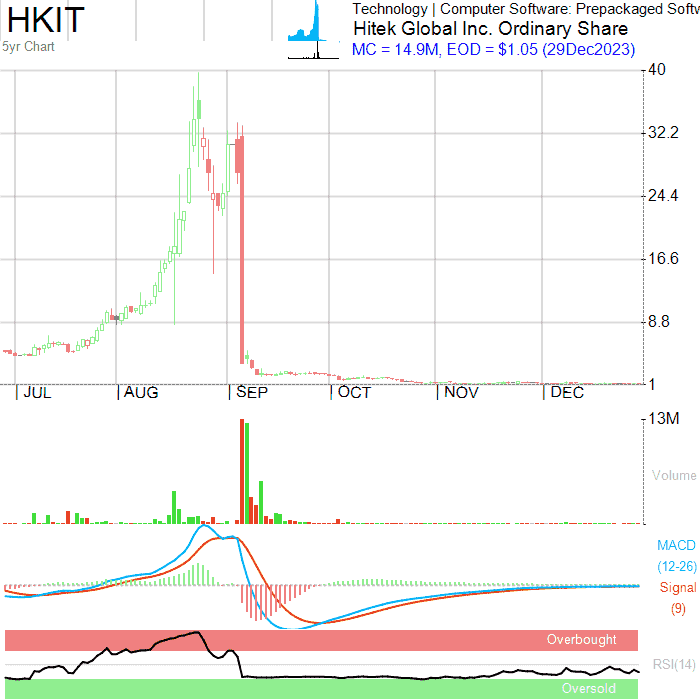 HKIT
5yr Chart
Technology | Computer Software: Prepackaged Softw
Hitek Global Inc. Ordinary Share
MC = 14.9M, EOD = $1.05 (29Dec2023)
40
32.2
24.4
16.6
8.8
1
JUL AUG SEP OCT NOV DEC
13M
Volume
MACD
(12-26)
Signal
(9)
Overbought
RSI(14)
Oversold